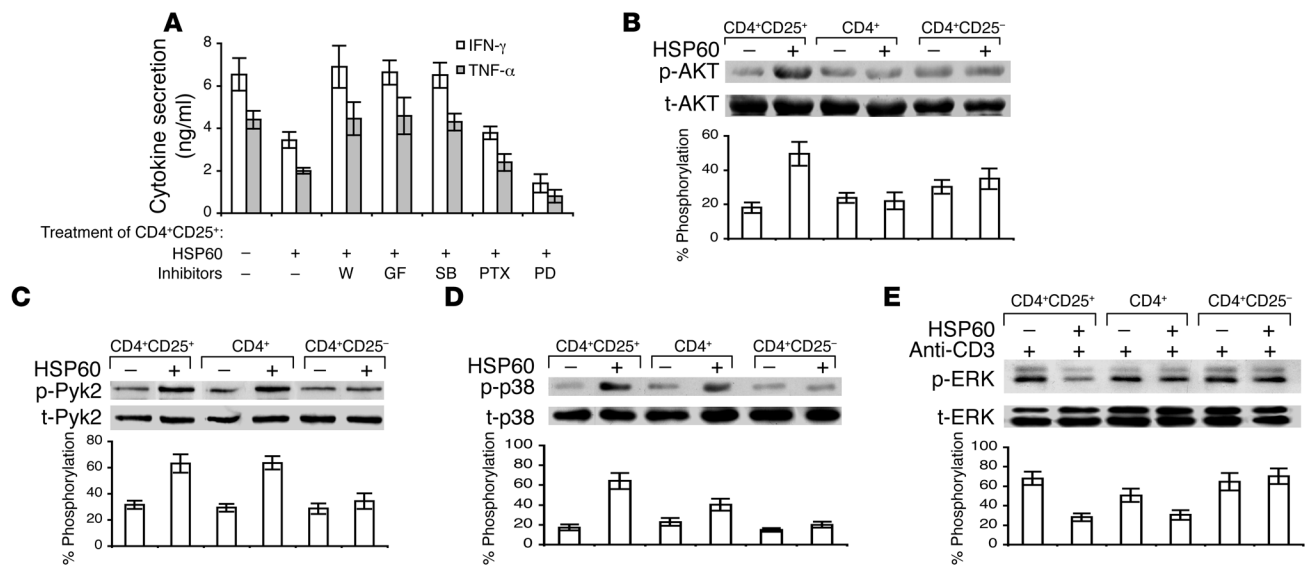 A
Cytokine secretion
(ng/ml)
8
6
4
2
0
IFN-γ
TNF-α
Treatment of CD4⁺CD25⁺:
HSP60 – + + + + + +
Inhibitors – – W GF SB PTX PD
B
CD4⁺CD25⁺ CD4⁺ CD4⁺CD25⁻
HSP60 – + – + – +
p-AKT
t-AKT
% Phosphorylation
60
40
20
0
C
CD4⁺CD25⁺ CD4⁺ CD4⁺CD25⁻
HSP60 – + – + – +
p-Pyk2
t-Pyk2
% Phosphorylation
80
60
40
20
0
D
CD4⁺CD25⁺ CD4⁺ CD4⁺CD25⁻
HSP60 – + – + – +
p-p38
t-p38
% Phosphorylation
100
80
60
40
20
0
E
CD4⁺CD25⁺ CD4⁺ CD4⁺CD25⁻
HSP60 – + – + – +
Anti-CD3 + + + + + +
p-ERK
t-ERK
% Phosphorylation
100
80
60
40
20
0